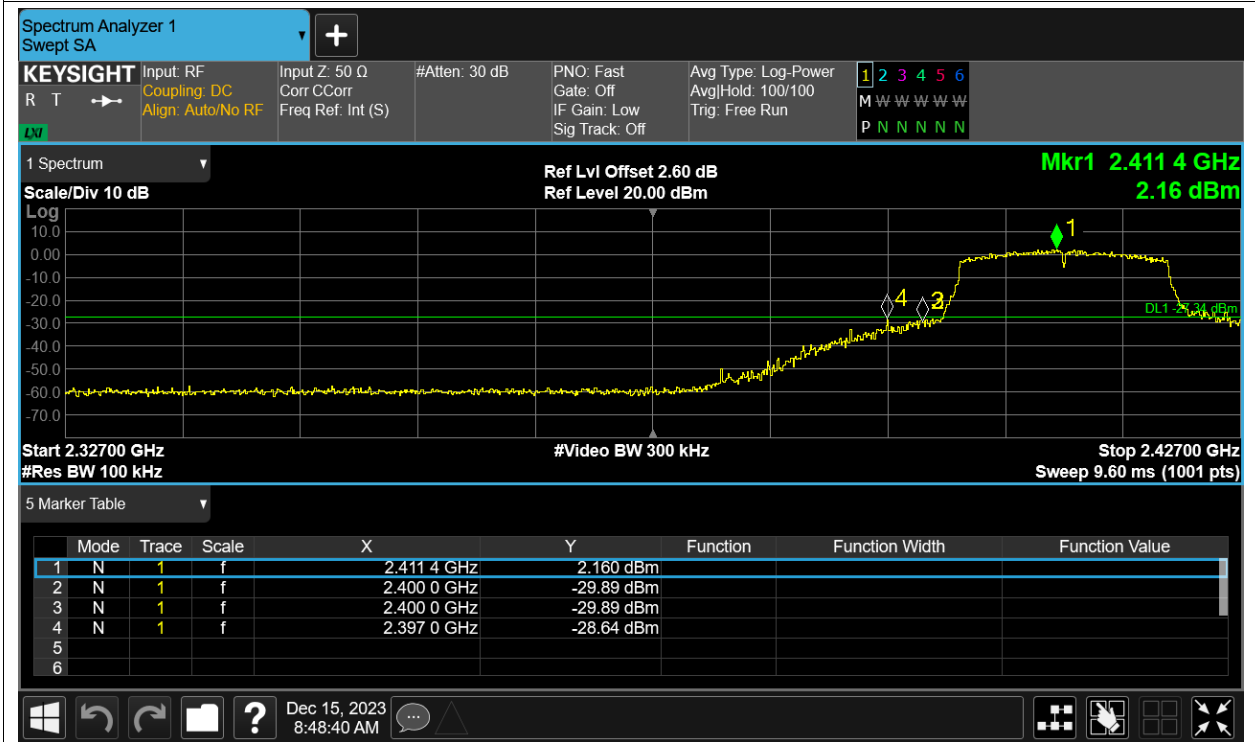 Spectrum Analyzer 1
Swept SA
KEYSIGHT
R T
LXI
Input: RF
Coupling: DC
Align: Auto/No RF
Input Z: 50 Ω
Corr CCorr
Freq Ref: Int (S)
#Atten: 30 dB
PNO: Fast
Gate: Off
IF Gain: Low
Sig Track: Off
Avg Type: Log-Power
Avg|Hold: 100/100
Trig: Free Run
1 2 3 4 5 6
M W W W W W
P N N N N N
1 Spectrum
Scale/Div 10 dB
Ref Lvl Offset 2.60 dB
Ref Level 20.00 dBm
Mkr1 2.411 4 GHz
2.16 dBm
Log
10.0
0.00
-10.0
-20.0
-30.0
-40.0
-50.0
-60.0
-70.0
1
4
DL1 -27.34 dBm
Start 2.32700 GHz
#Res BW 100 kHz
#Video BW 300 kHz
Stop 2.42700 GHz
Sweep 9.60 ms (1001 pts)
5 Marker Table
Mode Trace Scale X Y Function Function Width Function Value
1 N 1 f 2.411 4 GHz 2.160 dBm
2 N 1 f 2.400 0 GHz -29.89 dBm
3 N 1 f 2.400 0 GHz -29.89 dBm
4 N 1 f 2.397 0 GHz -28.64 dBm
5
6
?
Dec 15, 2023
8:48:40 AM